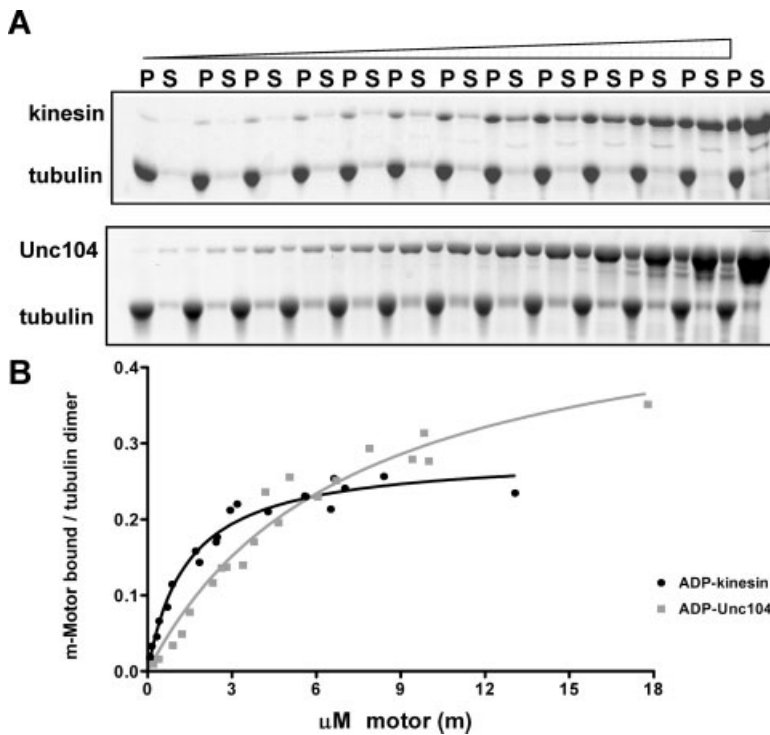 A
P S P S P S P S P S P S P S P S P S P S P S P S P S
kinesin
tubulin
Unc104
tubulin
B
m-Motor bound / tubulin dimer
0.4
0.3
0.2
0.1
0.0
0 3 6 9 12 15 18
µM motor (m)
ADP-kinesin
ADP-Unc104